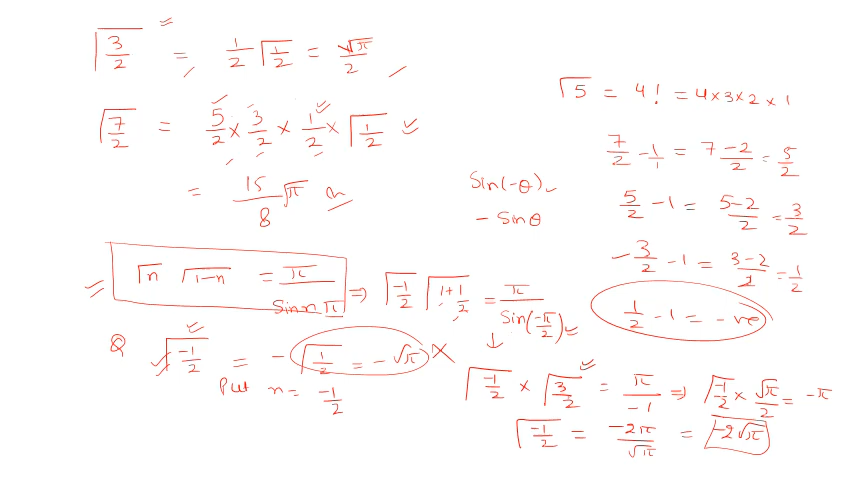 Γ3/2 = 1/2 Γ1/2 = √π/2
Γ7/2 = 5/2 × 3/2 × 1/2 × Γ1/2
= 15/8 √π
Γn Γ1-n = π/Sin nπ ⇒ Γ-1/2 Γ1+1/2 = π/Sin(-π/2)
Q Γ-1/2 = - Γ1/2 = -√π ×
Put n = -1/2
Sin(-θ)
- Sinθ
Γ5 = 4! = 4×3×2×1
7/2 - 1/1 = 7-2/2 = 5/2
5/2 - 1 = 5-2/2 = 3/2
-3/2 - 1 = 3-2/2 = 1/2
1/2 - 1 = -ve
↓
Γ-1/2 × Γ3/2 = π/-1 ⇒ Γ-1/2 × √π/2 = -π
Γ-1/2 = -2π/√π = -2√π